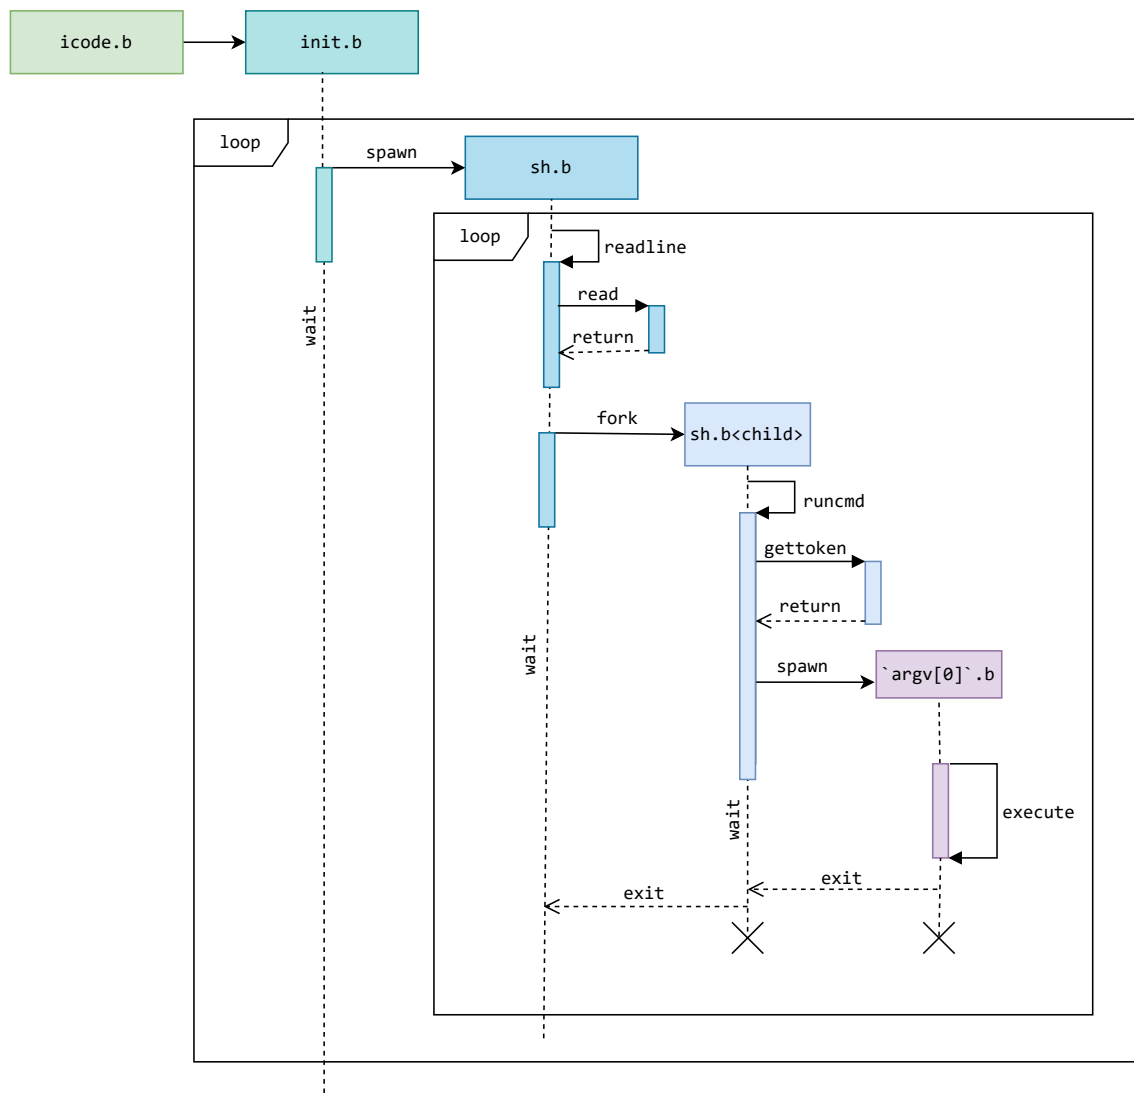 icode.b
init.b
loop
spawn
sh.b
loop
readline
read
return
wait
fork
sh.b<child>
runcmd
gettoken
return
wait
spawn
`argv[0]`.b
wait
execute
exit
exit